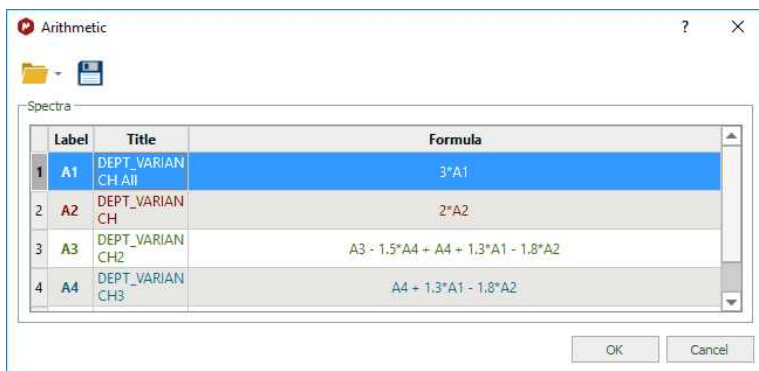 Arithmetic
?
Spectra
Label Title Formula
1 A1 DEPT_VARIAN 3*A1
CH All
2 A2 DEPT_VARIAN 2*A2
CH
3 A3 DEPT_VARIAN A3 - 1.5*A4 + A4 + 1.3*A1 - 1.8*A2
CH2
4 A4 DEPT_VARIAN A4 + 1.3*A1 - 1.8*A2
CH3
OK Cancel